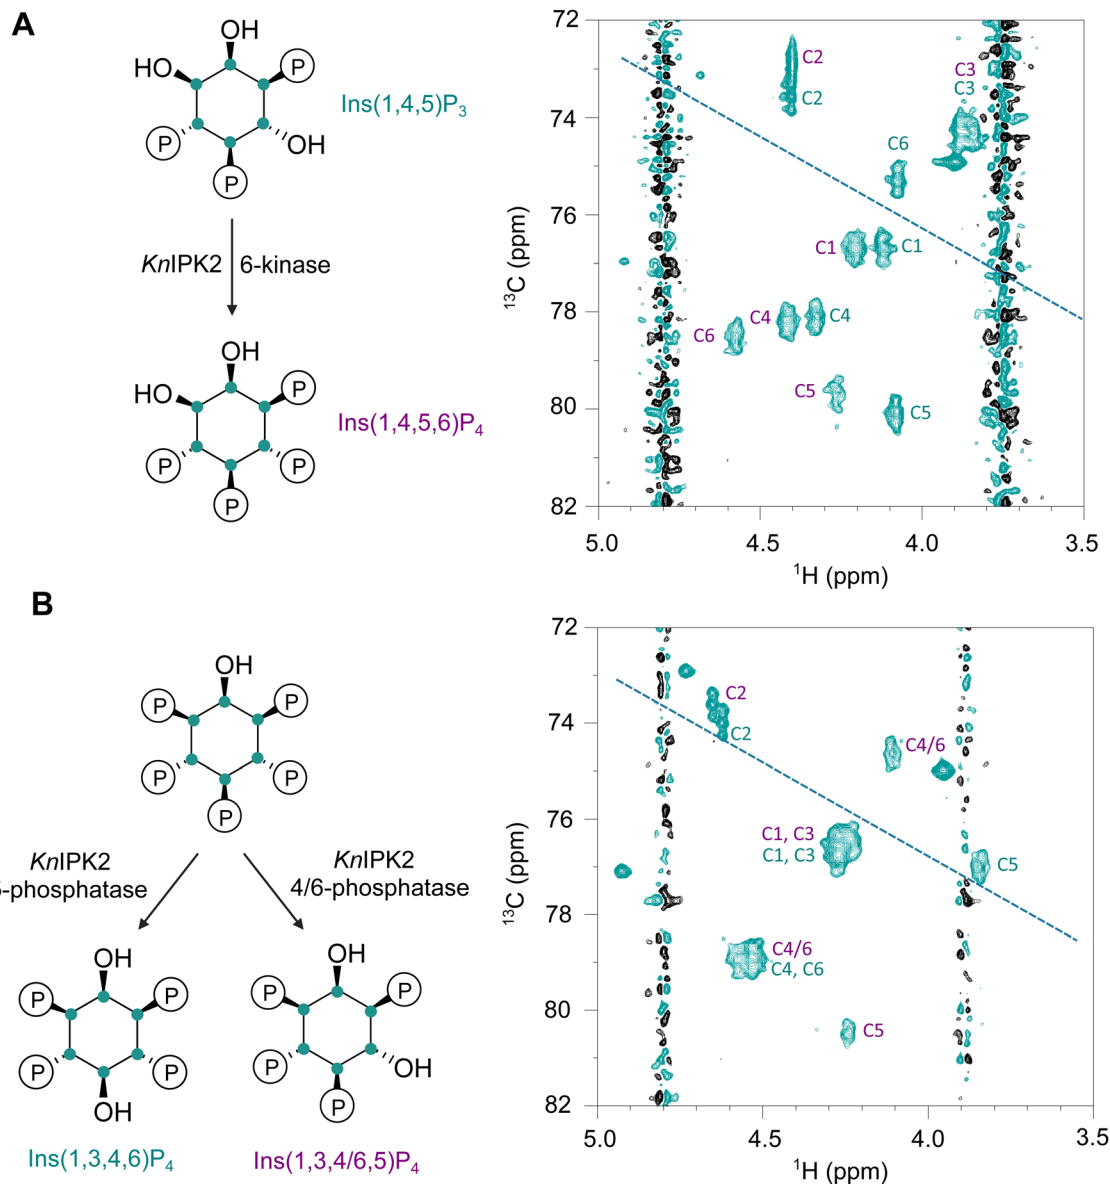 A
OH
HO
P
Ins(1,4,5)P3
P
OH
P
KnIPK2 6-kinase
OH
HO
P
Ins(1,4,5,6)P4
P
P
P
72
74
76
78
80
82
13C (ppm)
C2
C2
C3
C3
C6
C1
C1
C4
C4
C6
C5
C5
5.0 4.5 4.0 3.5
1H (ppm)
B
OH
P
P
P
P
P
KnIPK2
-phosphatase
KnIPK2
4/6-phosphatase
OH
P
P
P
P
OH
Ins(1,3,4,6)P4
OH
P
P
P
OH
P
Ins(1,3,4/6,5)P4
72
74
76
78
80
82
13C (ppm)
C2
C2
C4/6
C1, C3
C1, C3
C5
C4/6
C4, C6
C5
5.0 4.5 4.0 3.5
1H (ppm)